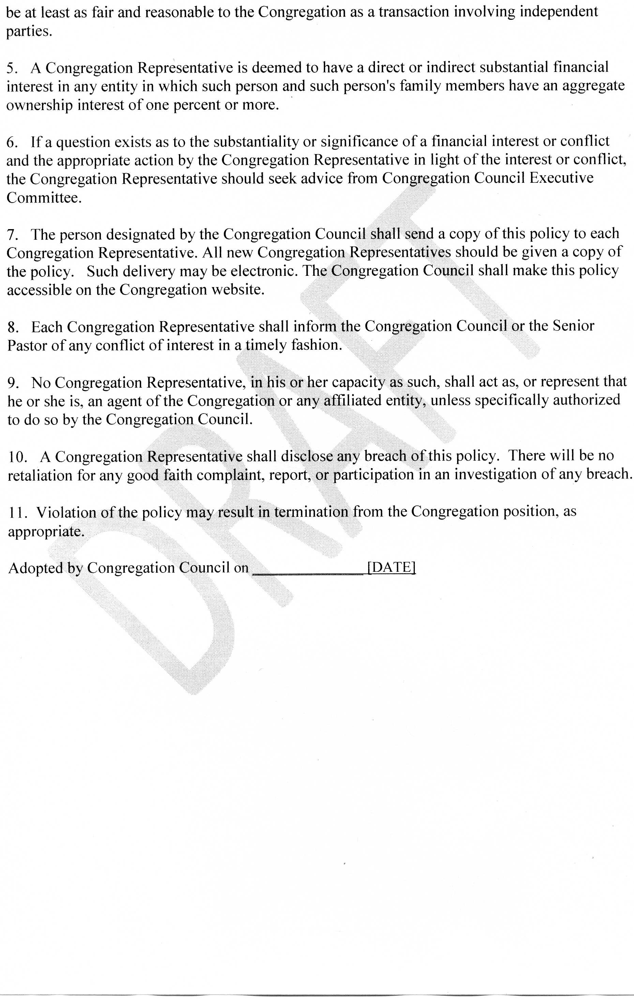 be at least as fair and reasonable to the Congregation as a transaction involving independent
parties.
5. A Congregation Representative is deemed to have a direct or indirect substantial financial
interest in any entity in which such person and such person's family members have an aggregate
ownership interest of one percent or more.
6. If a question exists as to the substantiality or significance of a financial interest or conflict
and the appropriate action by the Congregation Representative in light of the interest or conflict,
the Congregation Representative should seek advice from Congregation Council Executive
Committee.
7. The person designated by the Congregation Council shall send a copy of this policy to each
Congregation Representative. All new Congregation Representatives should be given a copy of
the policy. Such delivery may be electronic. The Congregation Council shall make this policy
accessible on the Congregation website.
8. Each Congregation Representative shall inform the Congregation Council or the Senior
Pastor of any conflict of interest in a timely fashion.
9. No Congregation Representative, in his or her capacity as such, shall act as, or represent that
he or she is, an agent of the Congregation or any affiliated entity, unless specifically authorized
to do so by the Congregation Council.
10. A Congregation Representative shall disclose any breach of this policy. There will be no
retaliation for any good faith complaint, report, or participation in an investigation of any breach.
11. Violation of the policy may result in termination from the Congregation position, as
appropriate.
Adopted by Congregation Council on ______________ [DATE]
DRAFT